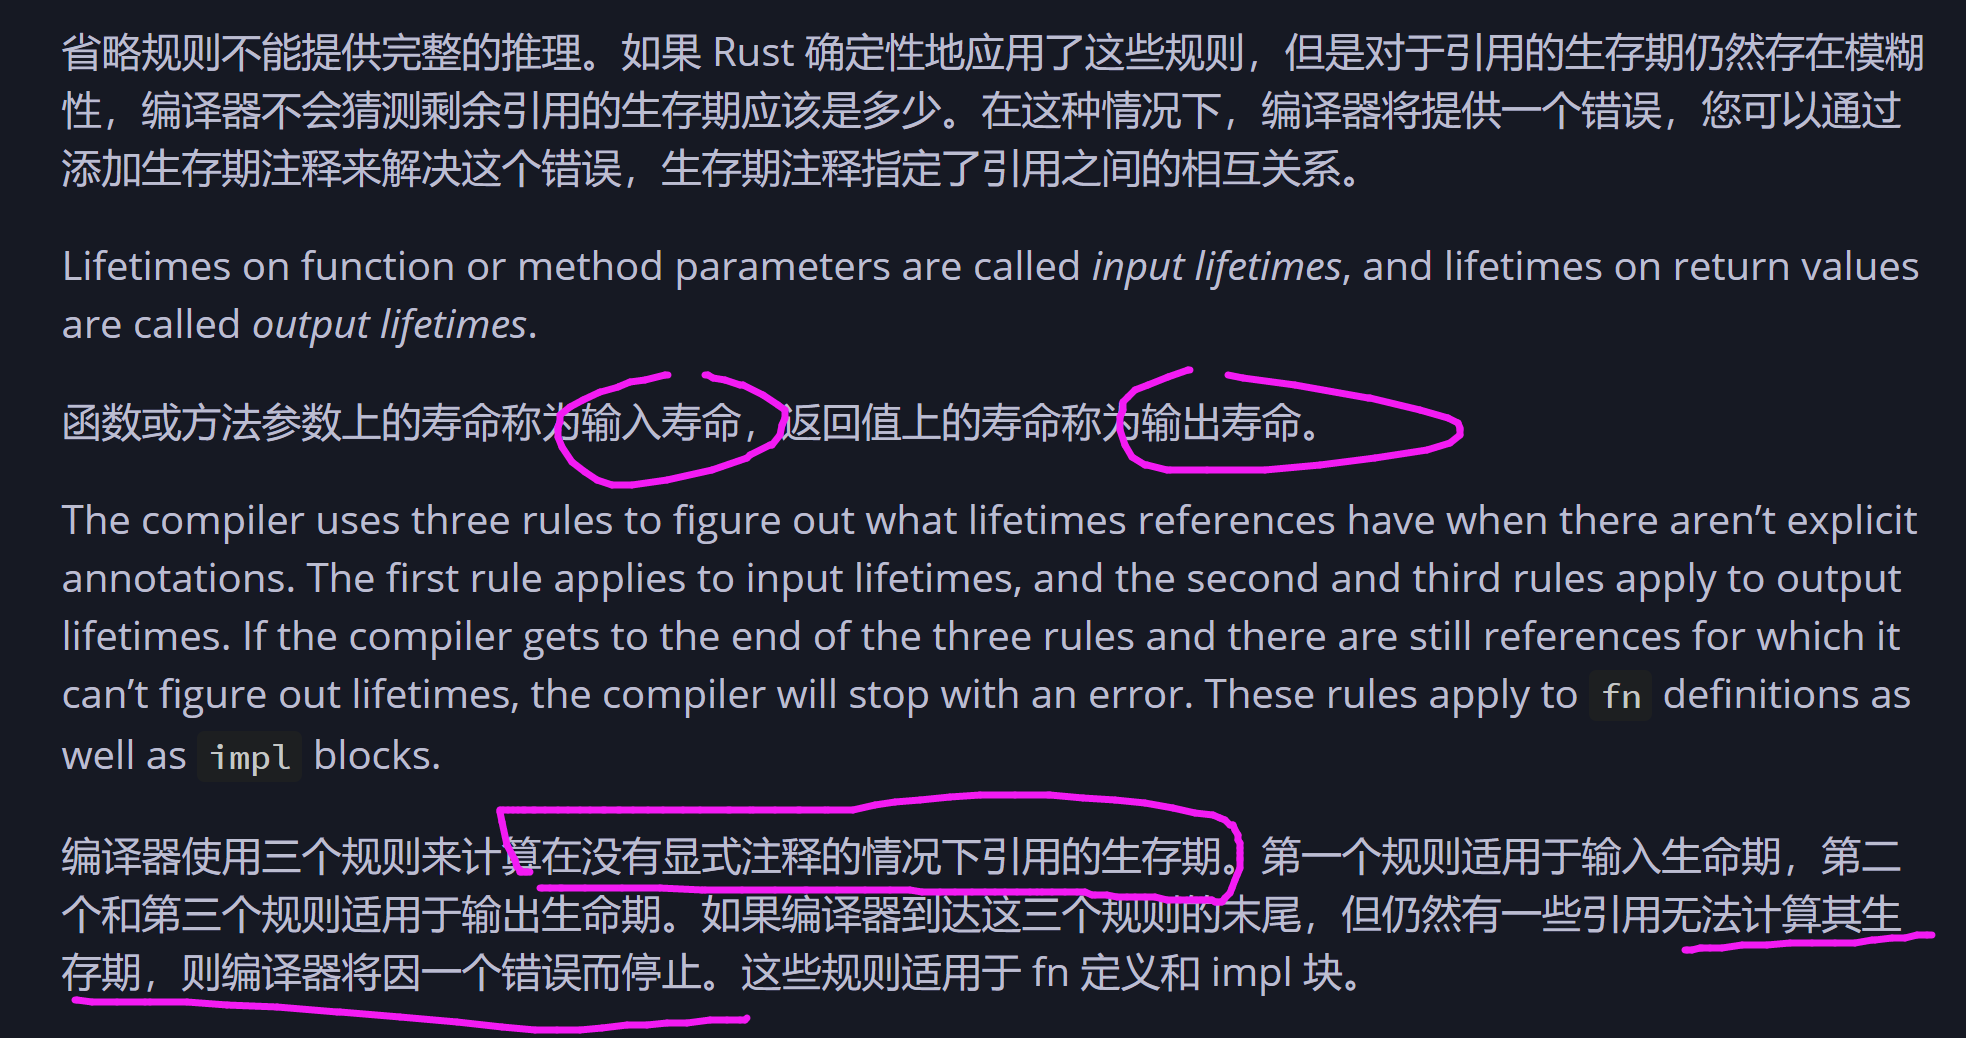 省略规则不能提供完整的推理。如果 Rust 确定性地应用了这些规则，但是对于引用的生存期仍然存在模糊
性，编译器不会猜测剩余引用的生存期应该是多少。在这种情况下，编译器将提供一个错误，您可以通过
添加生存期注释来解决这个错误，生存期注释指定了引用之间的相互关系。
Lifetimes on function or method parameters are called input lifetimes, and lifetimes on return values
are called output lifetimes.
函数或方法参数上的寿命称为输入寿命，返回值上的寿命称为输出寿命。
The compiler uses three rules to figure out what lifetimes references have when there aren’t explicit
annotations. The first rule applies to input lifetimes, and the second and third rules apply to output
lifetimes. If the compiler gets to the end of the three rules and there are still references for which it
can’t figure out lifetimes, the compiler will stop with an error. These rules apply to fn definitions as
well as impl blocks.
编译器使用三个规则来计算在没有显式注释的情况下引用的生存期。第一个规则适用于输入生命期，第二
个和第三个规则适用于输出生命期。如果编译器到达这三个规则的末尾，但仍然有一些引用无法计算其生
存期，则编译器将因一个错误而停止。这些规则适用于 fn 定义和 impl 块。